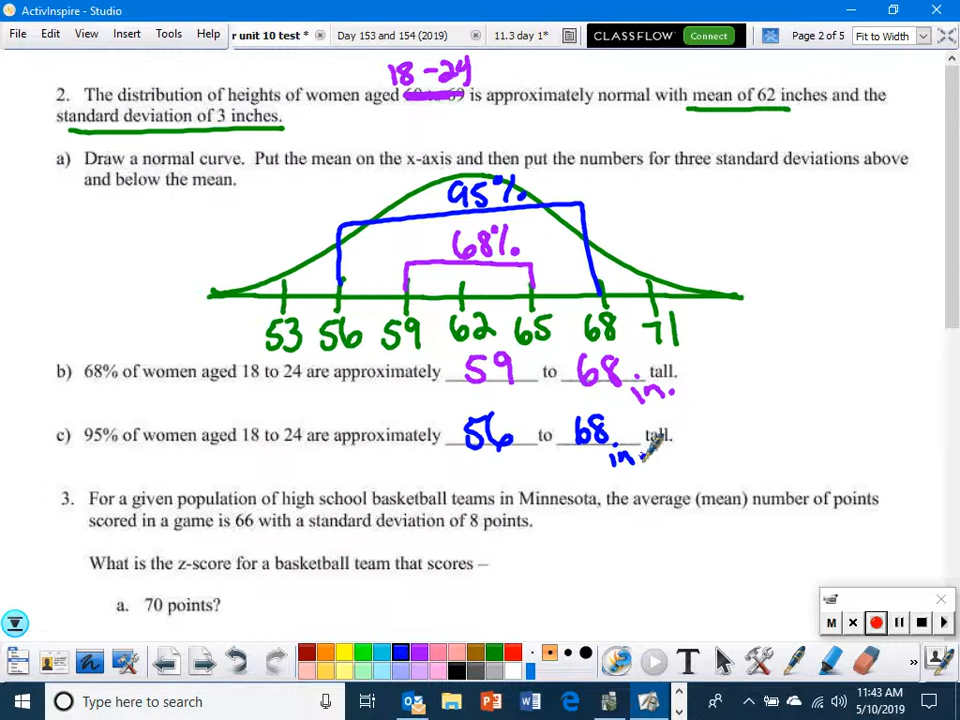 ActivInspire - Studio
File Edit View Insert Tools Help r unit 10 test * Day 153 and 154 (2019) 11.3 day 1* CLASSFLOW Connect Page 2 of 5 Fit to Width
18-24
2. The distribution of heights of women aged 60 to 69 is approximately normal with mean of 62 inches and the
standard deviation of 3 inches.
a) Draw a normal curve. Put the mean on the x-axis and then put the numbers for three standard deviations above
and below the mean.
95%
68%
53 56 59 62 65 68 71
b) 68% of women aged 18 to 24 are approximately 59 to 68 in. tall.
c) 95% of women aged 18 to 24 are approximately 56 to 68 in. tall.
3. For a given population of high school basketball teams in Minnesota, the average (mean) number of points
scored in a game is 66 with a standard deviation of 8 points.
What is the z-score for a basketball team that scores –
a. 70 points?
M
T
Type here to search
11:43 AM
5/10/2019